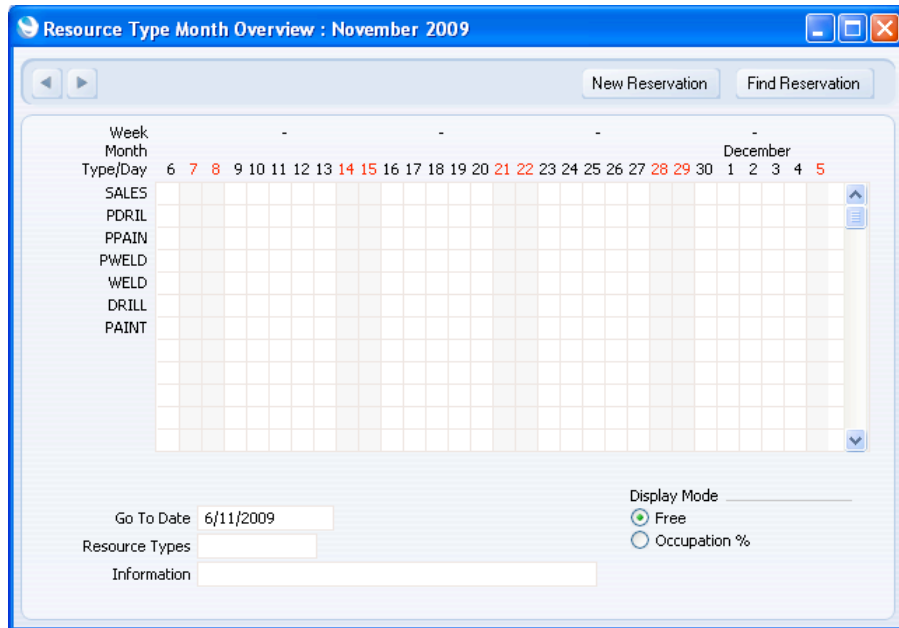 Resource Type Month Overview : November 2009
New Reservation Find Reservation
Week - - - -
Month December
Type/Day 6 7 8 9 10 11 12 13 14 15 16 17 18 19 20 21 22 23 24 25 26 27 28 29 30 1 2 3 4 5
SALES
PDRIL
PPAIN
PWELD
WELD
DRILL
PAINT
Display Mode
Go To Date 6/11/2009 Free
Resource Types Occupation %
Information